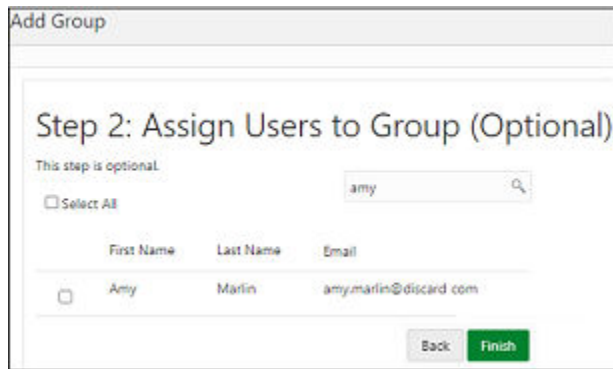 Add Group
Step 2: Assign Users to Group (Optional)
This step is optional.
amy
Select All
First Name Last Name Email
Amy Marlin amy.marlin@discard.com
Back Finish